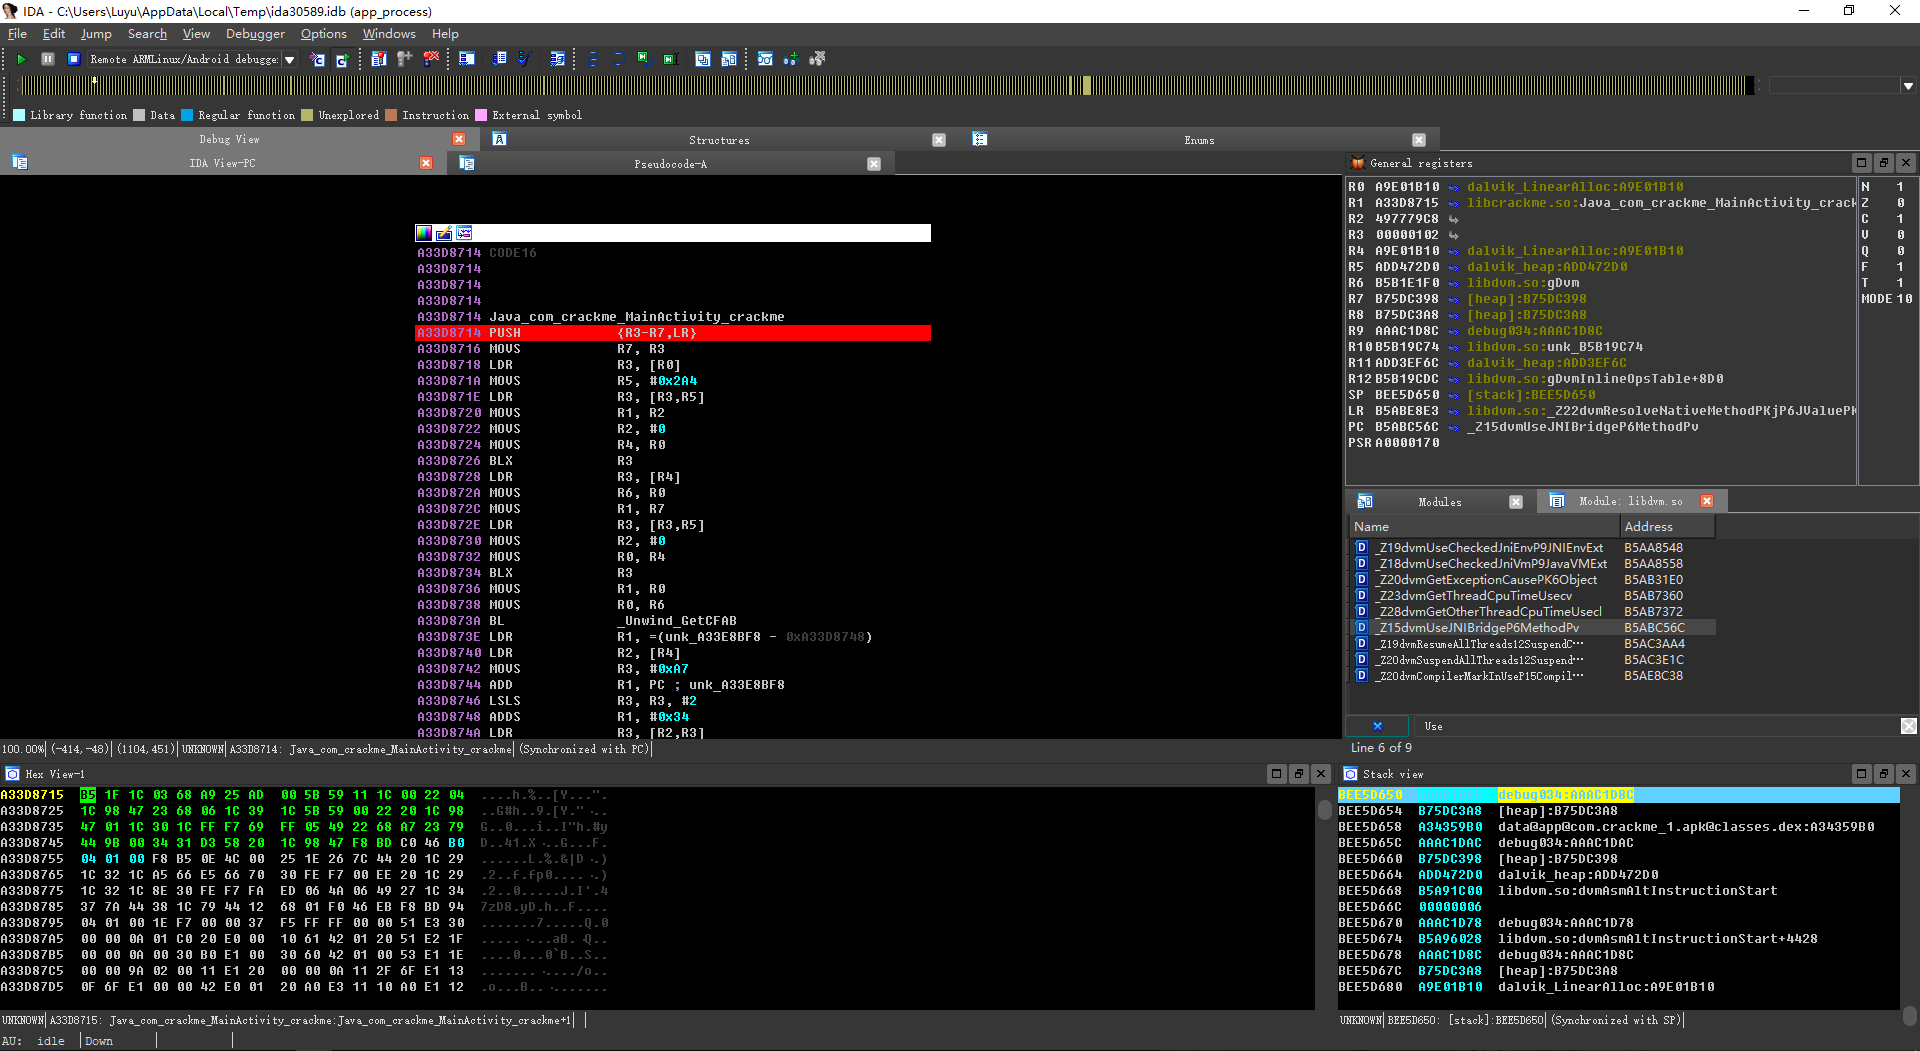 IDA - C:\Users\Luyu\AppData\Local\Temp\ida30589.idb (app_process)
File Edit Jump Search View Debugger Options Windows Help
Remote ARMLinux/Android debugge:
Library function Data Regular function Unexplored Instruction External symbol
Debug View Structures Enums
IDA View-PC Pseudocode-A
A33D8714 CODE16
A33D8714
A33D8714
A33D8714
A33D8714 Java_com_crackme_MainActivity_crackme
A33D8714 PUSH {R3-R7,LR}
A33D8716 MOVS R7, R3
A33D8718 LDR R3, [R0]
A33D871A MOVS R5, #0x2A4
A33D871E LDR R3, [R3,R5]
A33D8720 MOVS R1, R2
A33D8722 MOVS R2, #0
A33D8724 MOVS R4, R0
A33D8726 BLX R3
A33D8728 LDR R3, [R4]
A33D872A MOVS R6, R0
A33D872C MOVS R1, R7
A33D872E LDR R3, [R3,R5]
A33D8730 MOVS R2, #0
A33D8732 MOVS R0, R4
A33D8734 BLX R3
A33D8736 MOVS R1, R0
A33D8738 MOVS R0, R6
A33D873A BL _Unwind_GetCFAB
A33D873E LDR R1, =(unk_A33E8BF8 - 0xA33D8748)
A33D8740 LDR R2, [R4]
A33D8742 MOVS R3, #0xA7
A33D8744 ADD R1, PC ; unk_A33E8BF8
A33D8746 LSLS R3, R3, #2
A33D8748 ADDS R1, #0x34
A33D874A LDR R3, [R2,R3]
100.00% (-414,-48) (1104,451) UNKNOWN A33D8714: Java_com_crackme_MainActivity_crackme (Synchronized with PC)
General registers
R0 A9E01B10 dalvik_LinearAlloc:A9E01B10 N 1
R1 A33D8715 libcrackme.so:Java_com_crackme_MainActivity_crack Z 0
R2 497779C8 C 1
R3 00000102 V 0
R4 A9E01B10 dalvik_LinearAlloc:A9E01B10 Q 0
R5 ADD472D0 dalvik_heap:ADD472D0 F 1
R6 B5B1E1F0 libdvm.so:gDvm T 1
R7 B75DC398 [heap]:B75DC398 MODE 10
R8 B75DC3A8 [heap]:B75DC3A8
R9 AAAC1D8C debug034:AAAC1D8C
R10 B5B19C74 libdvm.so:unk_B5B19C74
R11 ADD3EF6C dalvik_heap:ADD3EF6C
R12 B5B19CDC libdvm.so:gDvmInlineOpsTable+8D0
SP BEE5D650 [stack]:BEE5D650
LR B5ABE8E3 libdvm.so:_Z22dvmResolveNativeMethodPKjP6JValuePK
PC B5ABC56C _Z15dvmUseJNIBridgeP6MethodPv
PSR A0000170
Modules Module: libdvm.so
Name Address
_Z19dvmUseCheckedJniEnvP9JNIEnvExt B5AA8548
_Z18dvmUseCheckedJniVmP9JavaVMExt B5AA8558
_Z20dvmGetExceptionCausePK6Object B5AB31E0
_Z23dvmGetThreadCpuTimeUsecv B5AB7360
_Z28dvmGetOtherThreadCpuTimeUsecl B5AB7372
_Z15dvmUseJNIBridgeP6MethodPv B5ABC56C
_Z19dvmResumeAllThreads12SuspendC... B5AC3AA4
_Z20dvmSuspendAllThreads12Suspend... B5AC3E1C
_Z20dvmCompilerMarkInUseP15Compil... B5AE8C38
Use
Line 6 of 9
Hex View-1
A33D8715 B5 1F 1C 03 68 A9 25 AD 00 5B 59 11 1C 00 22 04
A33D8725 1C 98 47 23 68 06 1C 39 1C 5B 59 00 22 20 1C 98
A33D8735 47 01 1C 30 1C FF F7 69 FF 05 49 22 68 A7 23 79
A33D8745 44 9B 00 34 31 D3 58 20 1C 98 47 F8 BD C0 46 B0
A33D8755 04 01 00 F8 B5 0E 4C 00 25 1E 26 7C 44 20 1C 29
A33D8765 1C 32 1C A5 66 E5 66 70 30 FE F7 00 EE 20 1C 29
A33D8775 1C 32 1C 8E 30 FE F7 FA ED 06 4A 06 49 27 1C 34
A33D8785 37 7A 44 38 1C 79 44 12 68 01 F0 46 EB F8 BD 94
A33D8795 04 01 00 1E F7 00 00 37 F5 FF FF 00 00 51 E3 30
A33D87A5 00 00 0A 01 C0 20 E0 00 10 61 42 01 20 51 E2 1F
A33D87B5 00 00 0A 00 30 B0 E1 00 30 60 42 01 00 53 E1 1E
A33D87C5 00 00 9A 02 00 11 E1 20 00 00 0A 11 2F 6F E1 13
A33D87D5 0F 6F E1 00 00 42 E0 01 20 A0 E3 11 10 A0 E1 12
UNKNOWN A33D8715: Java_com_crackme_MainActivity_crackme:Java_com_crackme_MainActivity_crackme+1
Stack view
BEE5D650 debug034:AAAC1D8C
BEE5D654 B75DC3A8 [heap]:B75DC3A8
BEE5D658 A34359B0 data@app@com.crackme_1.apk@classes.dex:A34359B0
BEE5D65C AAAC1DAC debug034:AAAC1DAC
BEE5D660 B75DC398 [heap]:B75DC398
BEE5D664 ADD472D0 dalvik_heap:ADD472D0
BEE5D668 B5A91C00 libdvm.so:dvmAsmAltInstructionStart
BEE5D66C 00000006
BEE5D670 AAAC1D78 debug034:AAAC1D78
BEE5D674 B5A96028 libdvm.so:dvmAsmAltInstructionStart+4428
BEE5D678 AAAC1D8C debug034:AAAC1D8C
BEE5D67C B75DC3A8 [heap]:B75DC3A8
BEE5D680 A9E01B10 dalvik_LinearAlloc:A9E01B10
UNKNOWN BEE5D650: [stack]:BEE5D650 (Synchronized with SP)
AU: idle Down